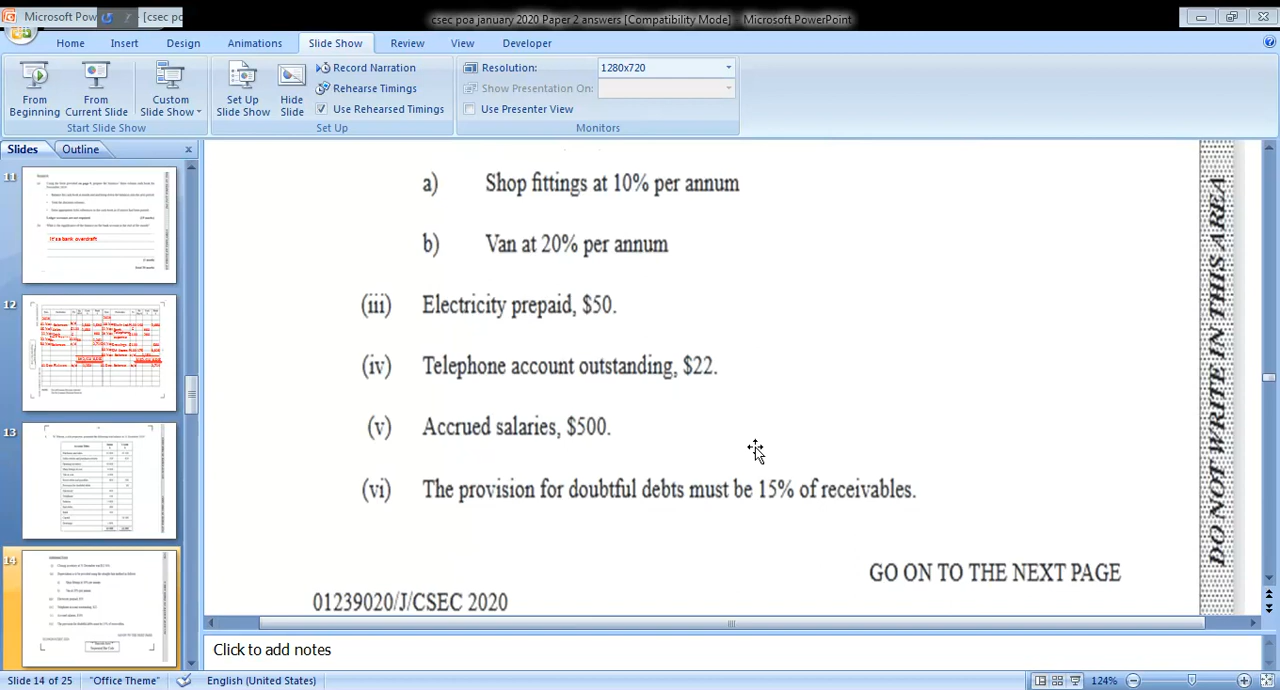 Microsoft Pow
[csec po
csec poa january 2020 Paper 2 answers [Compatibility Mode] - Microsoft PowerPoint
Home Insert Design Animations Slide Show Review View Developer
From Beginning
From Current Slide
Custom Slide Show
Start Slide Show
Set Up Slide Show
Hide Slide
Record Narration
Rehearse Timings
Use Rehearsed Timings
Set Up
Resolution: 1280x720
Show Presentation On:
Use Presenter View
Monitors
Slides Outline
11
It's a bank overdraft
12
13
14
a) Shop fittings at 10% per annum
b) Van at 20% per annum
(iii) Electricity prepaid, $50.
(iv) Telephone account outstanding, $22.
(v) Accrued salaries, $500.
(vi) The provision for doubtful debts must be 15% of receivables.
GO ON TO THE NEXT PAGE
01239020/J/CSEC 2020
DO NOT WRITE IN THIS AREA
Click to add notes
Slide 14 of 25 "Office Theme" English (United States) 124%